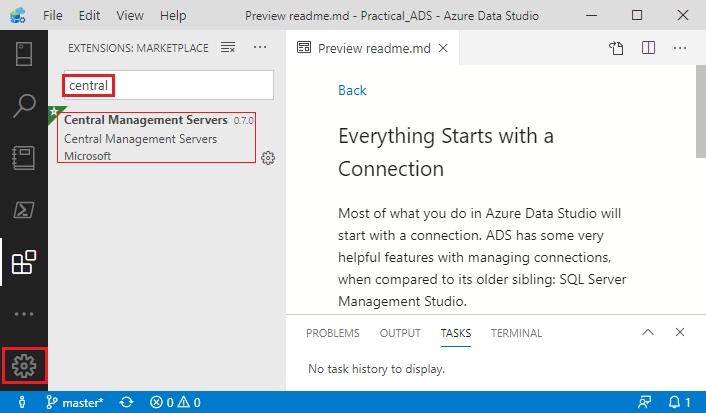 File Edit View Help Preview readme.md - Practical_ADS - Azure Data Studio
EXTENSIONS: MARKETPLACE
central
Central Management Servers 0.7.0
Central Management Servers
Microsoft
Preview readme.md
Back
Everything Starts with a
Connection
Most of what you do in Azure Data Studio will
start with a connection. ADS has some very
helpful features with managing connections,
when compared to its older sibling: SQL Server
Management Studio.
PROBLEMS OUTPUT TASKS TERMINAL
No task history to display.
master* 0 0 1